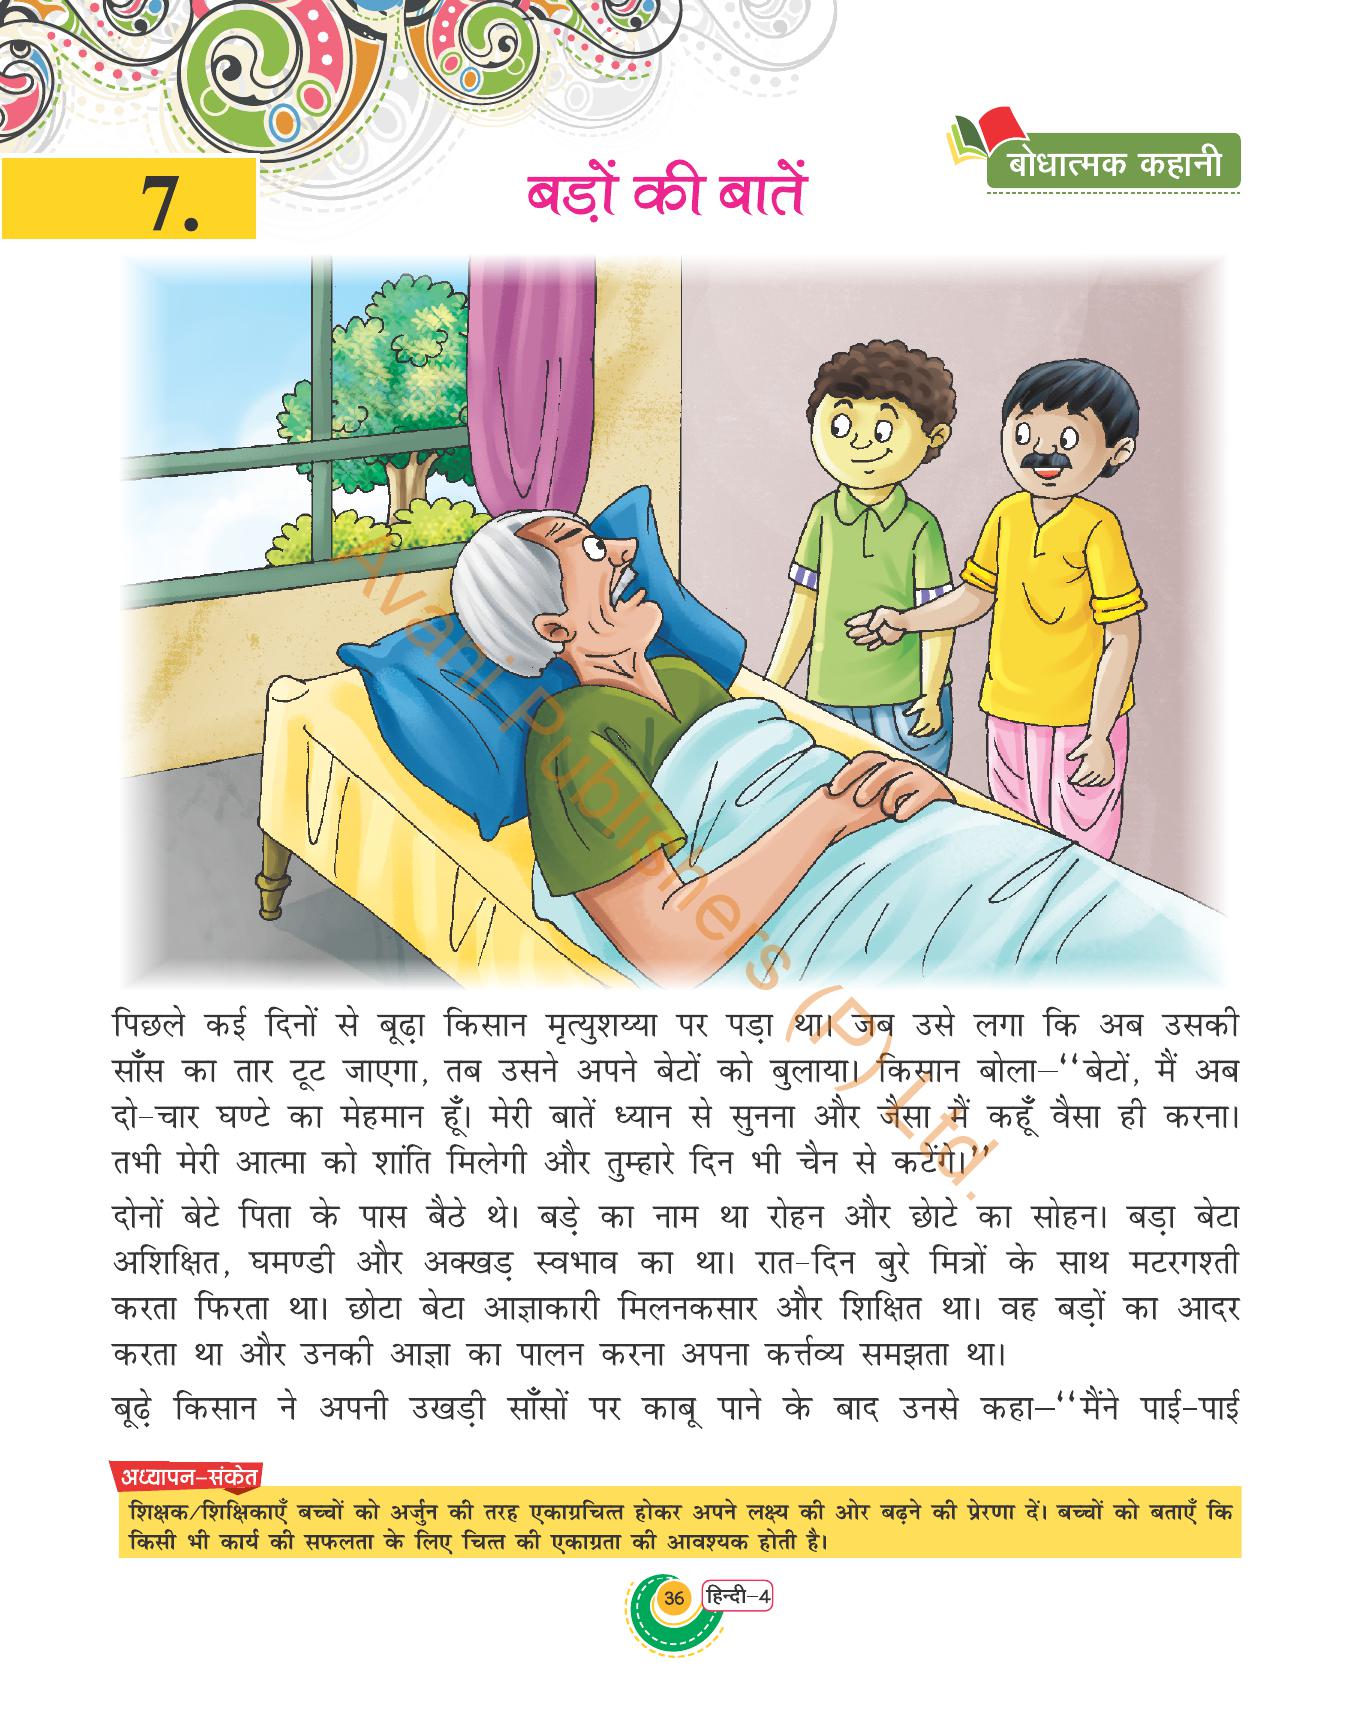 7.
बड़ों की बातें
बोधात्मक कहानी
पिछले कई दिनों से बूढ़ा किसान मृत्युशय्या पर पड़ा था। जब उसे लगा कि अब उसकी
साँस का तार टूट जाएगा, तब उसने अपने बेटों को बुलाया। किसान बोला–‘‘बेटों, मैं अब
दो-चार घण्टे का मेहमान हूँ। मेरी बातें ध्यान से सुनना और जैसा मैं कहूँ वैसा ही करना।
तभी मेरी आत्मा को शांति मिलेगी और तुम्हारे दिन भी चैन से कटेंगे।’’
दोनों बेटे पिता के पास बैठे थे। बड़े का नाम था रोहन और छोटे का सोहन। बड़ा बेटा
अशिक्षित, घमण्डी और अक्खड़ स्वभाव का था। रात-दिन बुरे मित्रों के साथ मटरगश्ती
करता फिरता था। छोटा बेटा आज्ञाकारी मिलनकसार और शिक्षित था। वह बड़ों का आदर
करता था और उनकी आज्ञा का पालन करना अपना कर्त्तव्य समझता था।
बूढ़े किसान ने अपनी उखड़ी साँसों पर काबू पाने के बाद उनसे कहा–‘‘मैंने पाई-पाई
अध्यापन-संकेत
शिक्षक/शिक्षिकाएँ बच्चों को अर्जुन की तरह एकाग्रचित्त होकर अपने लक्ष्य की ओर बढ़ने की प्रेरणा दें। बच्चों को बताएँ कि
किसी भी कार्य की सफलता के लिए चित्त की एकाग्रता की आवश्यक होती है।
36 हिन्दी-4
Avani Publishers (P) Ltd.